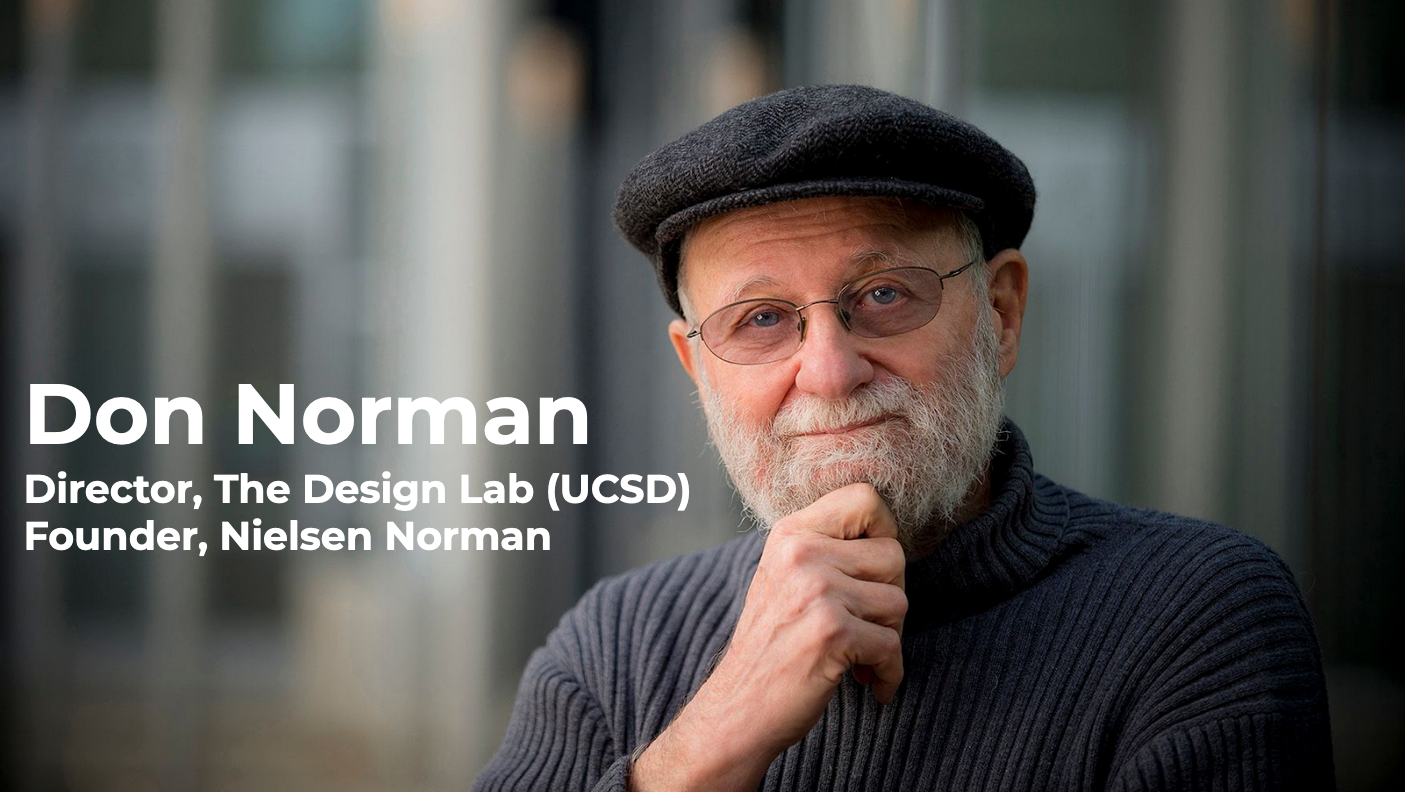 Don Norman
Director, The Design Lab (UCSD)
Founder, Nielsen Norman